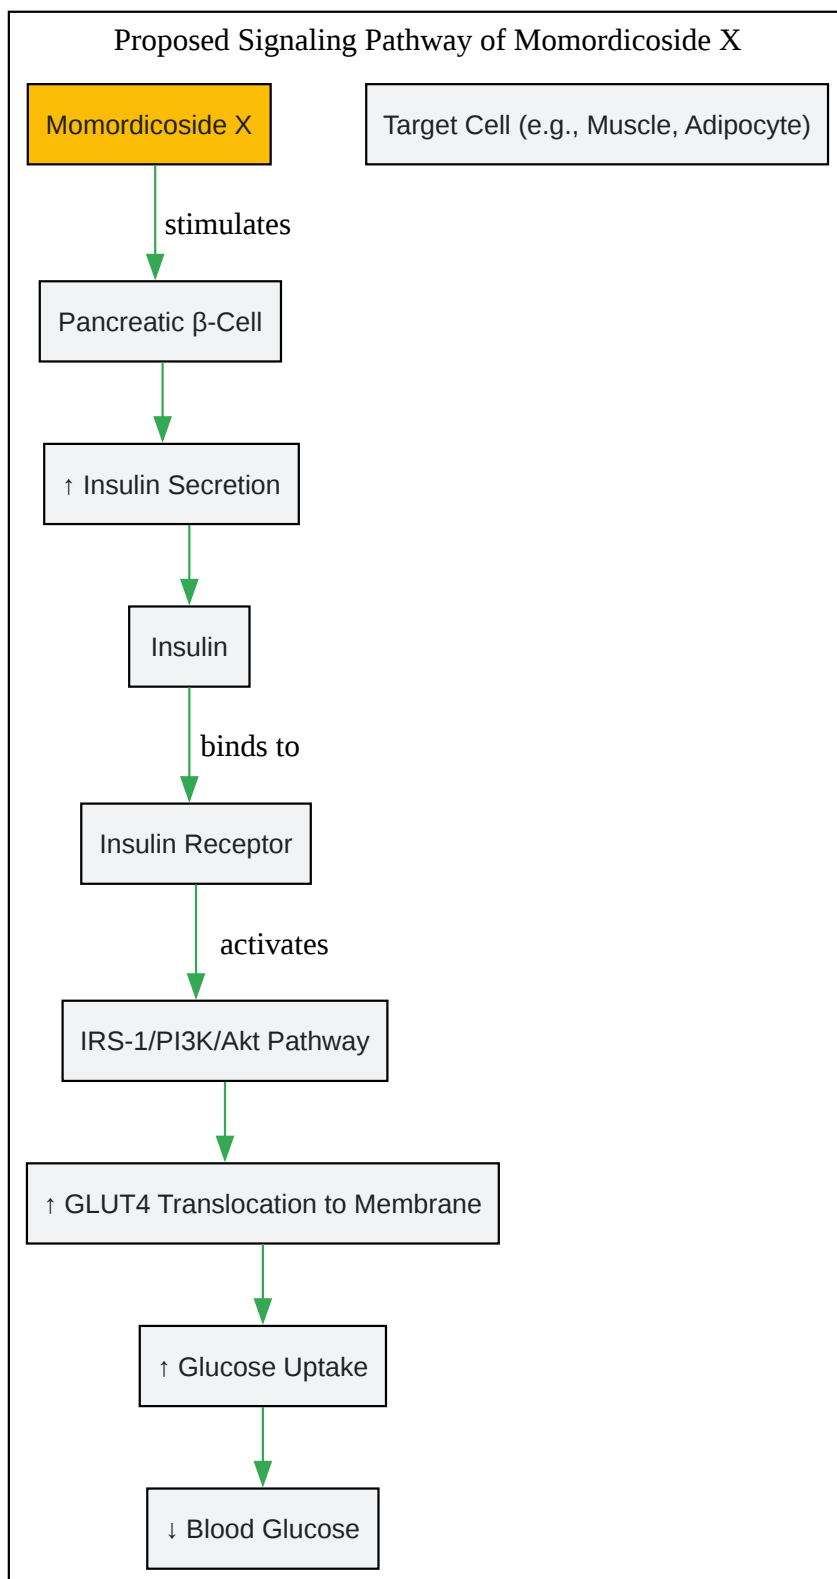 Proposed Signaling Pathway of Momordicoside X
Momordicoside X
Target Cell (e.g., Muscle, Adipocyte)
stimulates
Pancreatic β-Cell
↑ Insulin Secretion
Insulin
binds to
Insulin Receptor
activates
IRS-1/PI3K/Akt Pathway
↑ GLUT4 Translocation to Membrane
↑ Glucose Uptake
↓ Blood Glucose